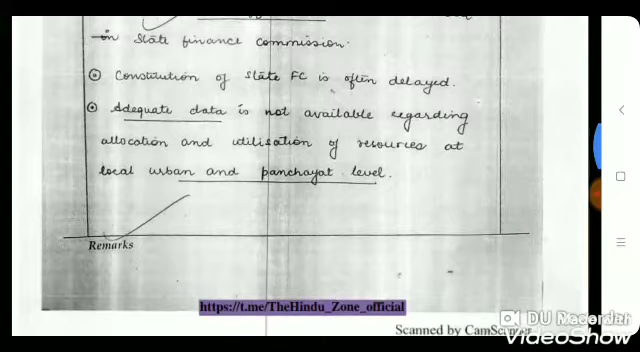 in State finance commission.
⊙ Constitution of State FC is often delayed.
⊙ Adequate data is not available regarding
allocation and utilisation of resources at
local urban and panchayat level.
Remarks
https://t.me/TheHindu_Zone_official
DU Recorder
Scanned by CamScanner
VideoShow